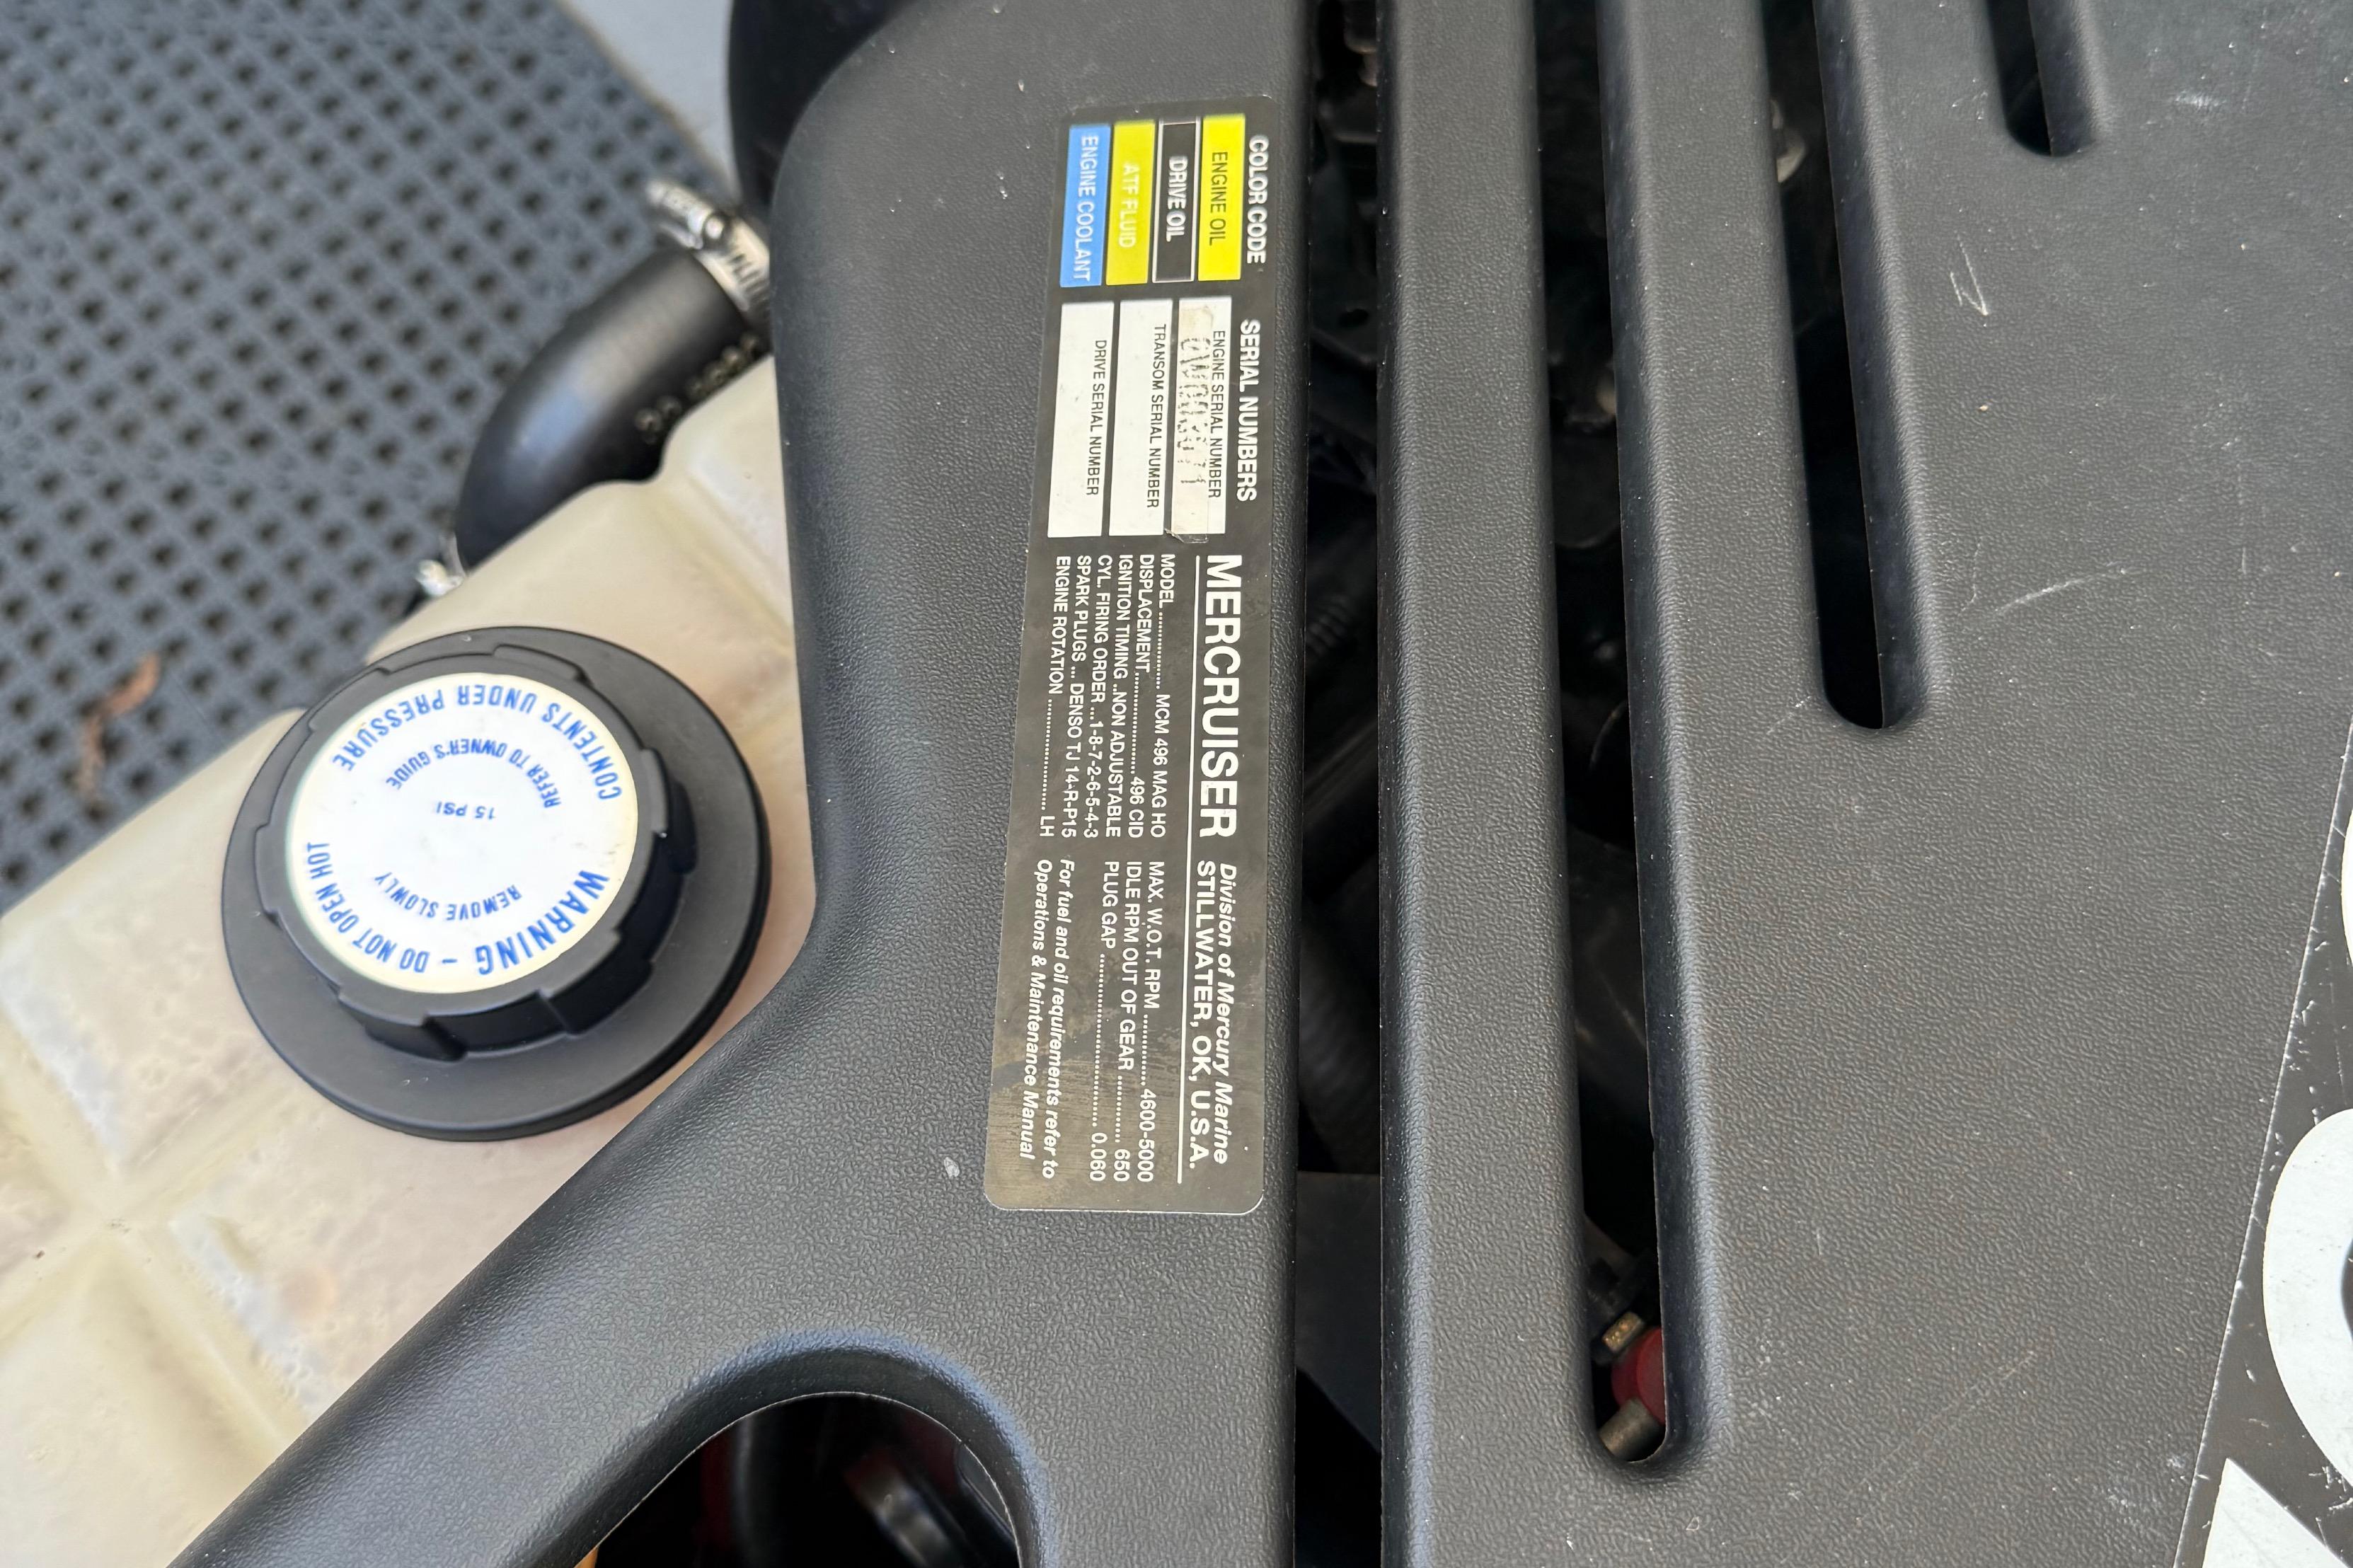 COLOR CODE
ENGINE OIL
DRIVE OIL
ATF FLUID
ENGINE COOLANT
SERIAL NUMBERS
ENGINE SERIAL NUMBER
TRANSOM SERIAL NUMBER
DRIVE SERIAL NUMBER
MERCRUISER
Division of Mercury Marine
STILLWATER, OK, U.S.A.
MODEL ................ MCM 496 MAG HO
DISPLACEMENT .................. 496 CID
IGNITION TIMING ..NON ADJUSTABLE
CYL. FIRING ORDER ...1-8-7-2-6-5-4-3
SPARK PLUGS ... DENSO TJ 14-R-P15
ENGINE ROTATION ...................... LH
MAX. W.O.T. RPM .............. 4600-5000
IDLE RPM OUT OF GEAR ............. 650
PLUG GAP .............................. 0.060
For fuel and oil requirements refer to
Operations & Maintenance Manual
WARNING - DO NOT OPEN HOT
REMOVE SLOWLY
15 PSI
REFER TO OWNER'S GUIDE
CONTENTS UNDER PRESSURE